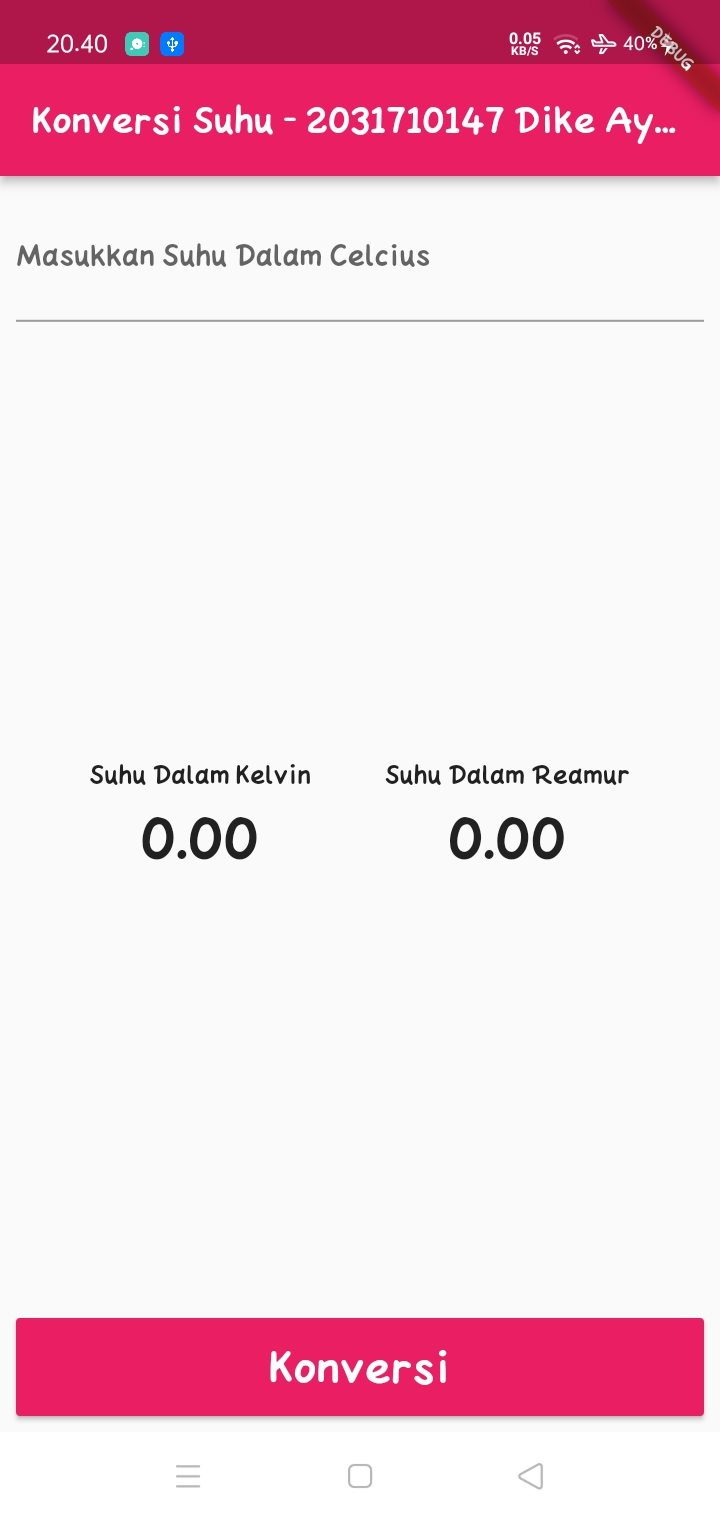 20.40
0.05
KB/S
40%
DEBUG
Konversi Suhu - 2031710147 Dike Ay...
Masukkan Suhu Dalam Celcius
Suhu Dalam Kelvin
Suhu Dalam Reamur
0.00
0.00
Konversi